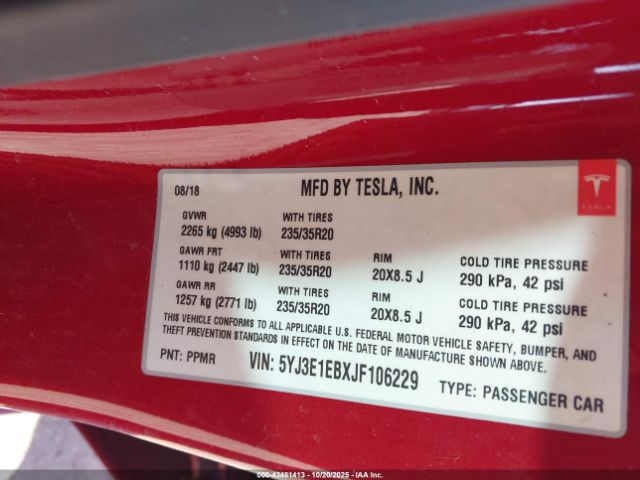 08/18 MFD BY TESLA, INC.
TESLA
GVWR WITH TIRES
2265 kg (4993 lb) 235/35R20
GAWR FRT WITH TIRES RIM COLD TIRE PRESSURE
1110 kg (2447 lb) 235/35R20 20X8.5 J 290 kPa, 42 psi
GAWR RR WITH TIRES RIM COLD TIRE PRESSURE
1257 kg (2771 lb) 235/35R20 20X8.5 J 290 kPa, 42 psi
THIS VEHICLE CONFORMS TO ALL APPLICABLE U.S. FEDERAL MOTOR VEHICLE SAFETY, BUMPER, AND
THEFT PREVENTION STANDARDS IN EFFECT ON THE DATE OF MANUFACTURE SHOWN ABOVE.
PNT: PPMR VIN: 5YJ3E1EBXJF106229 TYPE: PASSENGER CAR
000-43461413 - 10/20/2025 - IAA Inc.